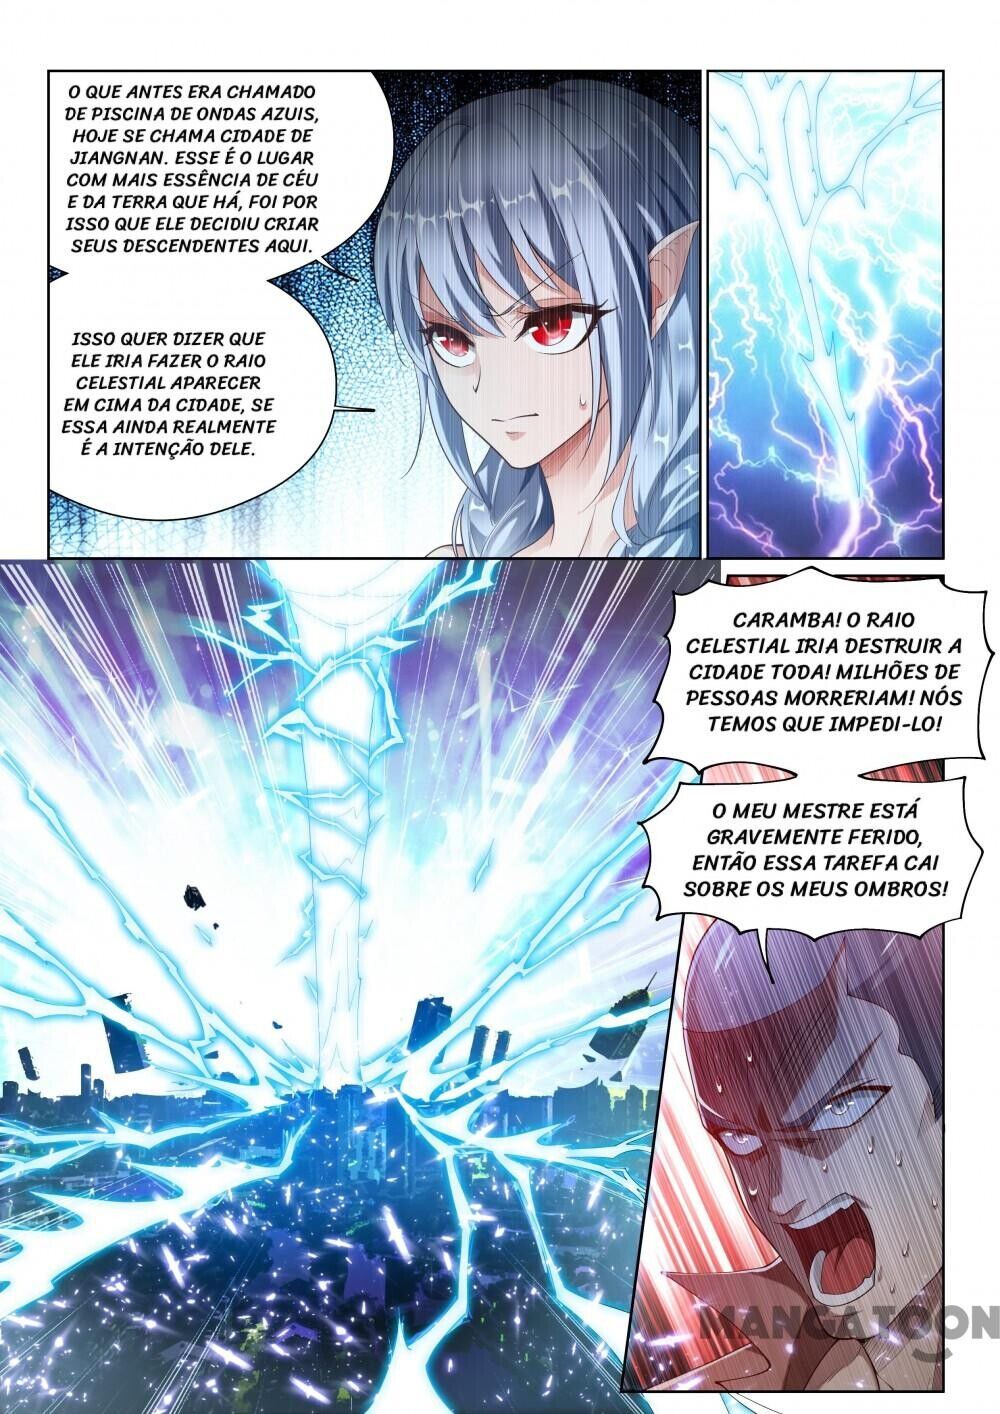 O QUE ANTES ERA CHAMADO
DE PISCINA DE ONDAS AZUIS,
HOJE SE CHAMA CIDADE DE
JIANGNAN. ESSE É O LUGAR
COM MAIS ESSÊNCIA DE CÉU
E DA TERRA QUE HÁ, FOI POR
ISSO QUE ELE DECIDIU CRIAR
SEUS DESCENDENTES AQUI.
ISSO QUER DIZER QUE
ELE IRIA FAZER O RAIO
CELESTIAL APARECER
EM CIMA DA CIDADE, SE
ESSA AINDA REALMENTE
É A INTENÇÃO DELE.
CARAMBA! O RAIO
CELESTIAL IRIA DESTRUIR A
CIDADE TODA! MILHÕES DE
PESSOAS MORRERIAM! NÓS
TEMOS QUE IMPEDI-LO!
O MEU MESTRE ESTÁ
GRAVEMENTE FERIDO,
ENTÃO ESSA TAREFA CAI
SOBRE OS MEUS OMBROS!
MANGATOON